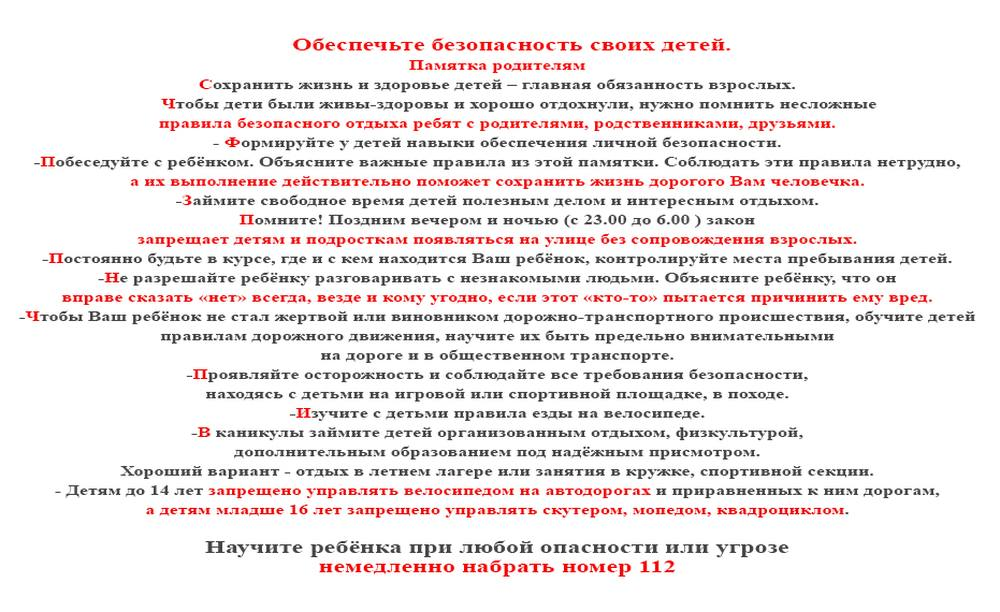 Обеспечьте безопасность своих детей.
Памятка родителям
Сохранить жизнь и здоровье детей – главная обязанность взрослых.
Чтобы дети были живы-здоровы и хорошо отдохнули, нужно помнить несложные
правила безопасного отдыха ребят с родителями, родственниками, друзьями.
- Формируйте у детей навыки обеспечения личной безопасности.
-Побеседуйте с ребёнком. Объясните важные правила из этой памятки. Соблюдать эти правила нетрудно,
а их выполнение действительно поможет сохранить жизнь дорогого Вам человечка.
-Займите свободное время детей полезным делом и интересным отдыхом.
Помните! Поздним вечером и ночью (с 23.00 до 6.00 ) закон
запрещает детям и подросткам появляться на улице без сопровождения взрослых.
-Постоянно будьте в курсе, где и с кем находится Ваш ребёнок, контролируйте места пребывания детей.
-Не разрешайте ребёнку разговаривать с незнакомыми людьми. Объясните ребёнку, что он
вправе сказать «нет» всегда, везде и кому угодно, если этот «кто-то» пытается причинить ему вред.
-Чтобы Ваш ребёнок не стал жертвой или виновником дорожно-транспортного происшествия, обучите детей
правилам дорожного движения, научите их быть предельно внимательными
на дороге и в общественном транспорте.
-Проявляйте осторожность и соблюдайте все требования безопасности,
находясь с детьми на игровой или спортивной площадке, в походе.
-Изучите с детьми правила езды на велосипеде.
-В каникулы займите детей организованным отдыхом, физкультурой,
дополнительным образованием под надёжным присмотром.
Хороший вариант - отдых в летнем лагере или занятия в кружке, спортивной секции.
- Детям до 14 лет запрещено управлять велосипедом на автодорогах и приравненных к ним дорогам,
а детям младше 16 лет запрещено управлять скутером, мопедом, квадроциклом.
Научите ребёнка при любой опасности или угрозе
немедленно набрать номер 112